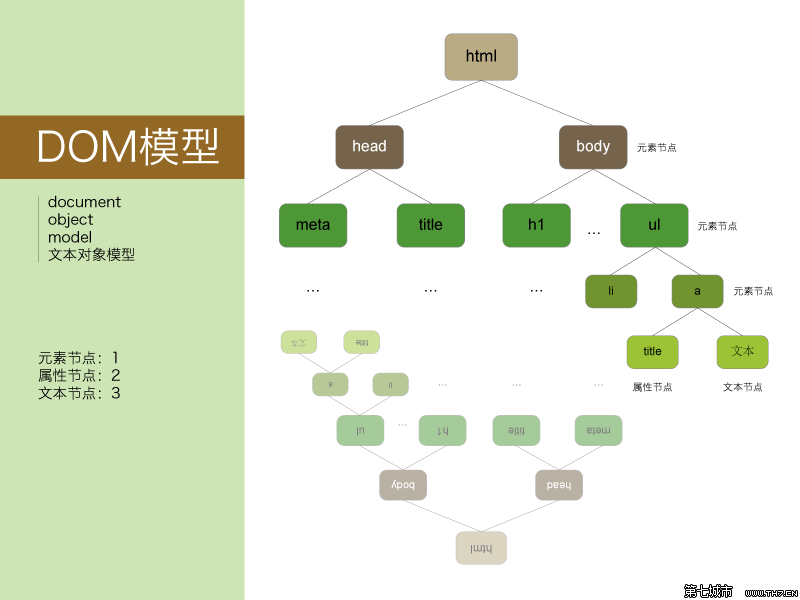 DOM模型
document
object
model
文本对象模型
元素节点：1
属性节点：2
文本节点：3
html
head
body
元素节点
meta
title
h1
...
ul
元素节点
...
...
...
li
a
元素节点
title
文本
属性节点
文本节点
文本
title
a
li
...
...
...
ul
...
h1
title
meta
body
head
html
第七城市 WWW.TH7.CN